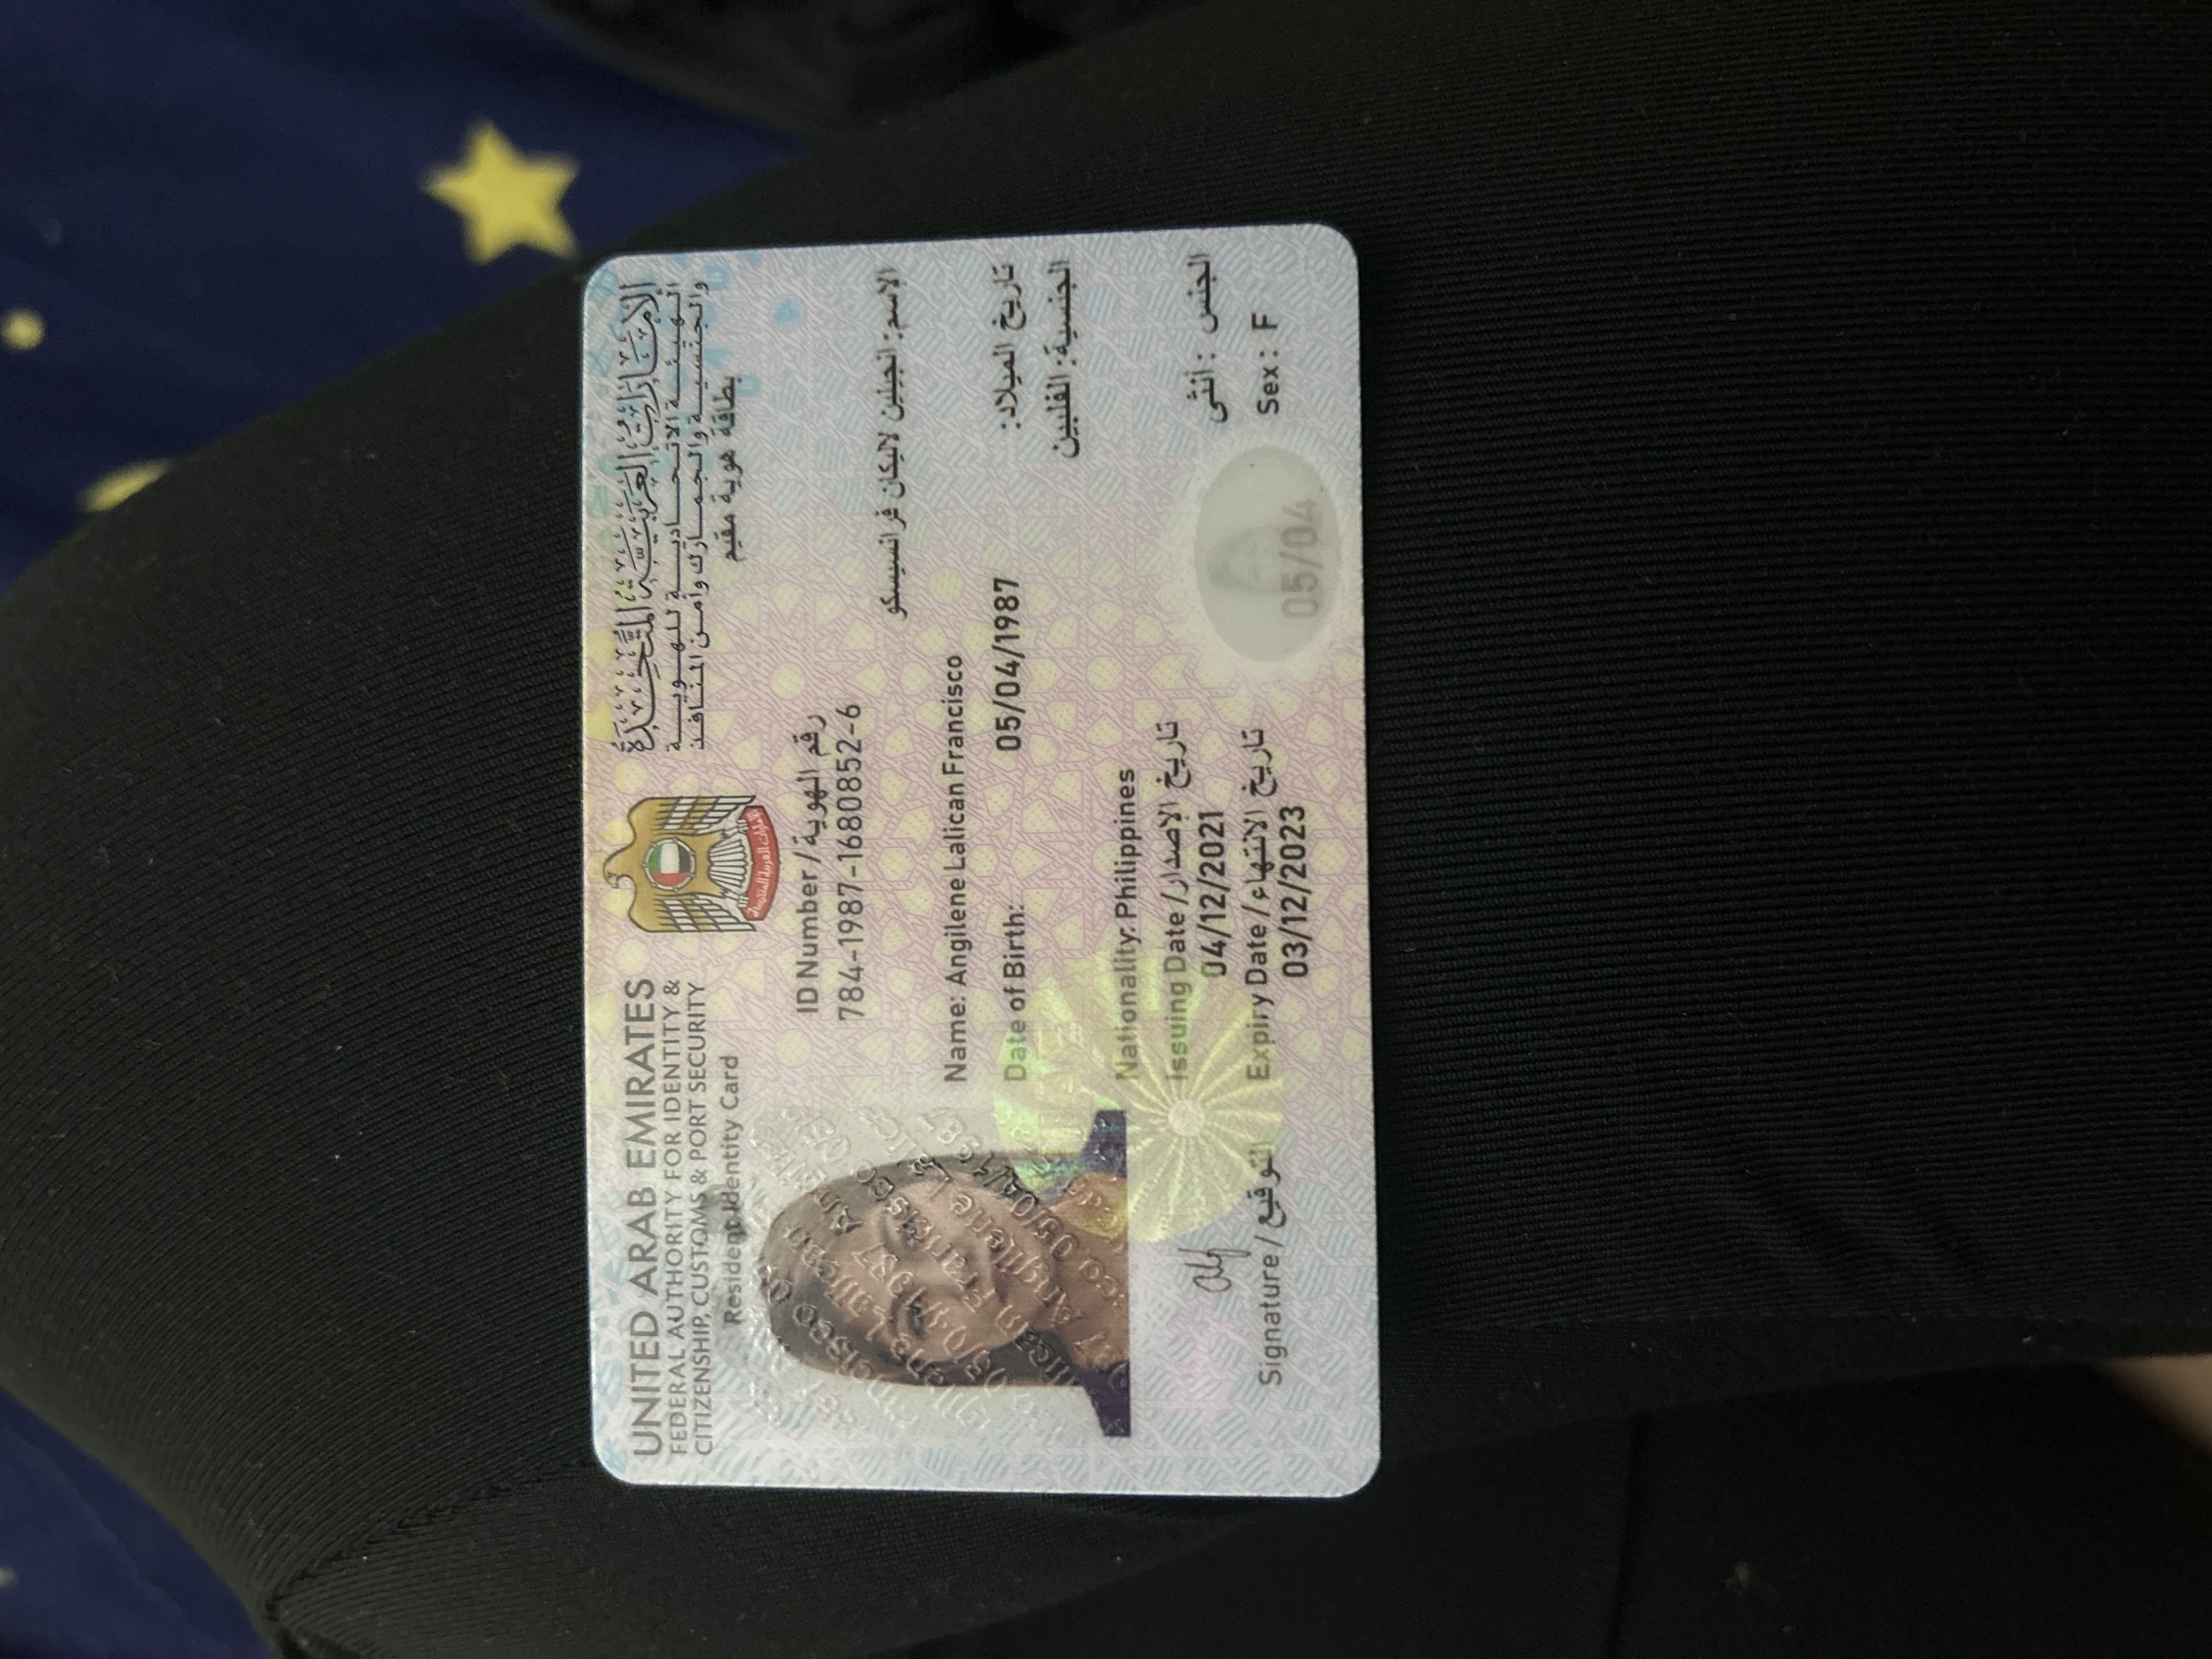 UNITED ARAB EMIRATES
FEDERAL AUTHORITY FOR IDENTITY &
CITIZENSHIP, CUSTOMS & PORT SECURITY
Resident Identity Card
الإمارات العربية المتحدة
الإمارات العربية المتحدة
الهيئة الاتحادية للهوية
والجنسية والجمارك وأمن المنافذ
بطاقة هوية مقيم
ID Number / رقم الهوية
784-1987-1680852-6
الإسم: انجيلين لاليكان فرانسيسكو
Name: Angilene Lalican Francisco
Date of Birth: 05/04/1987 تاريخ الميلاد:
الجنسية: الفلبين
Nationality: Philippines
Issuing Date / تاريخ الإصدار
04/12/2021
Expiry Date / تاريخ الانتهاء
03/12/2023
الجنس : أنثى
Sex: F
05/04
Signature / التوقيع